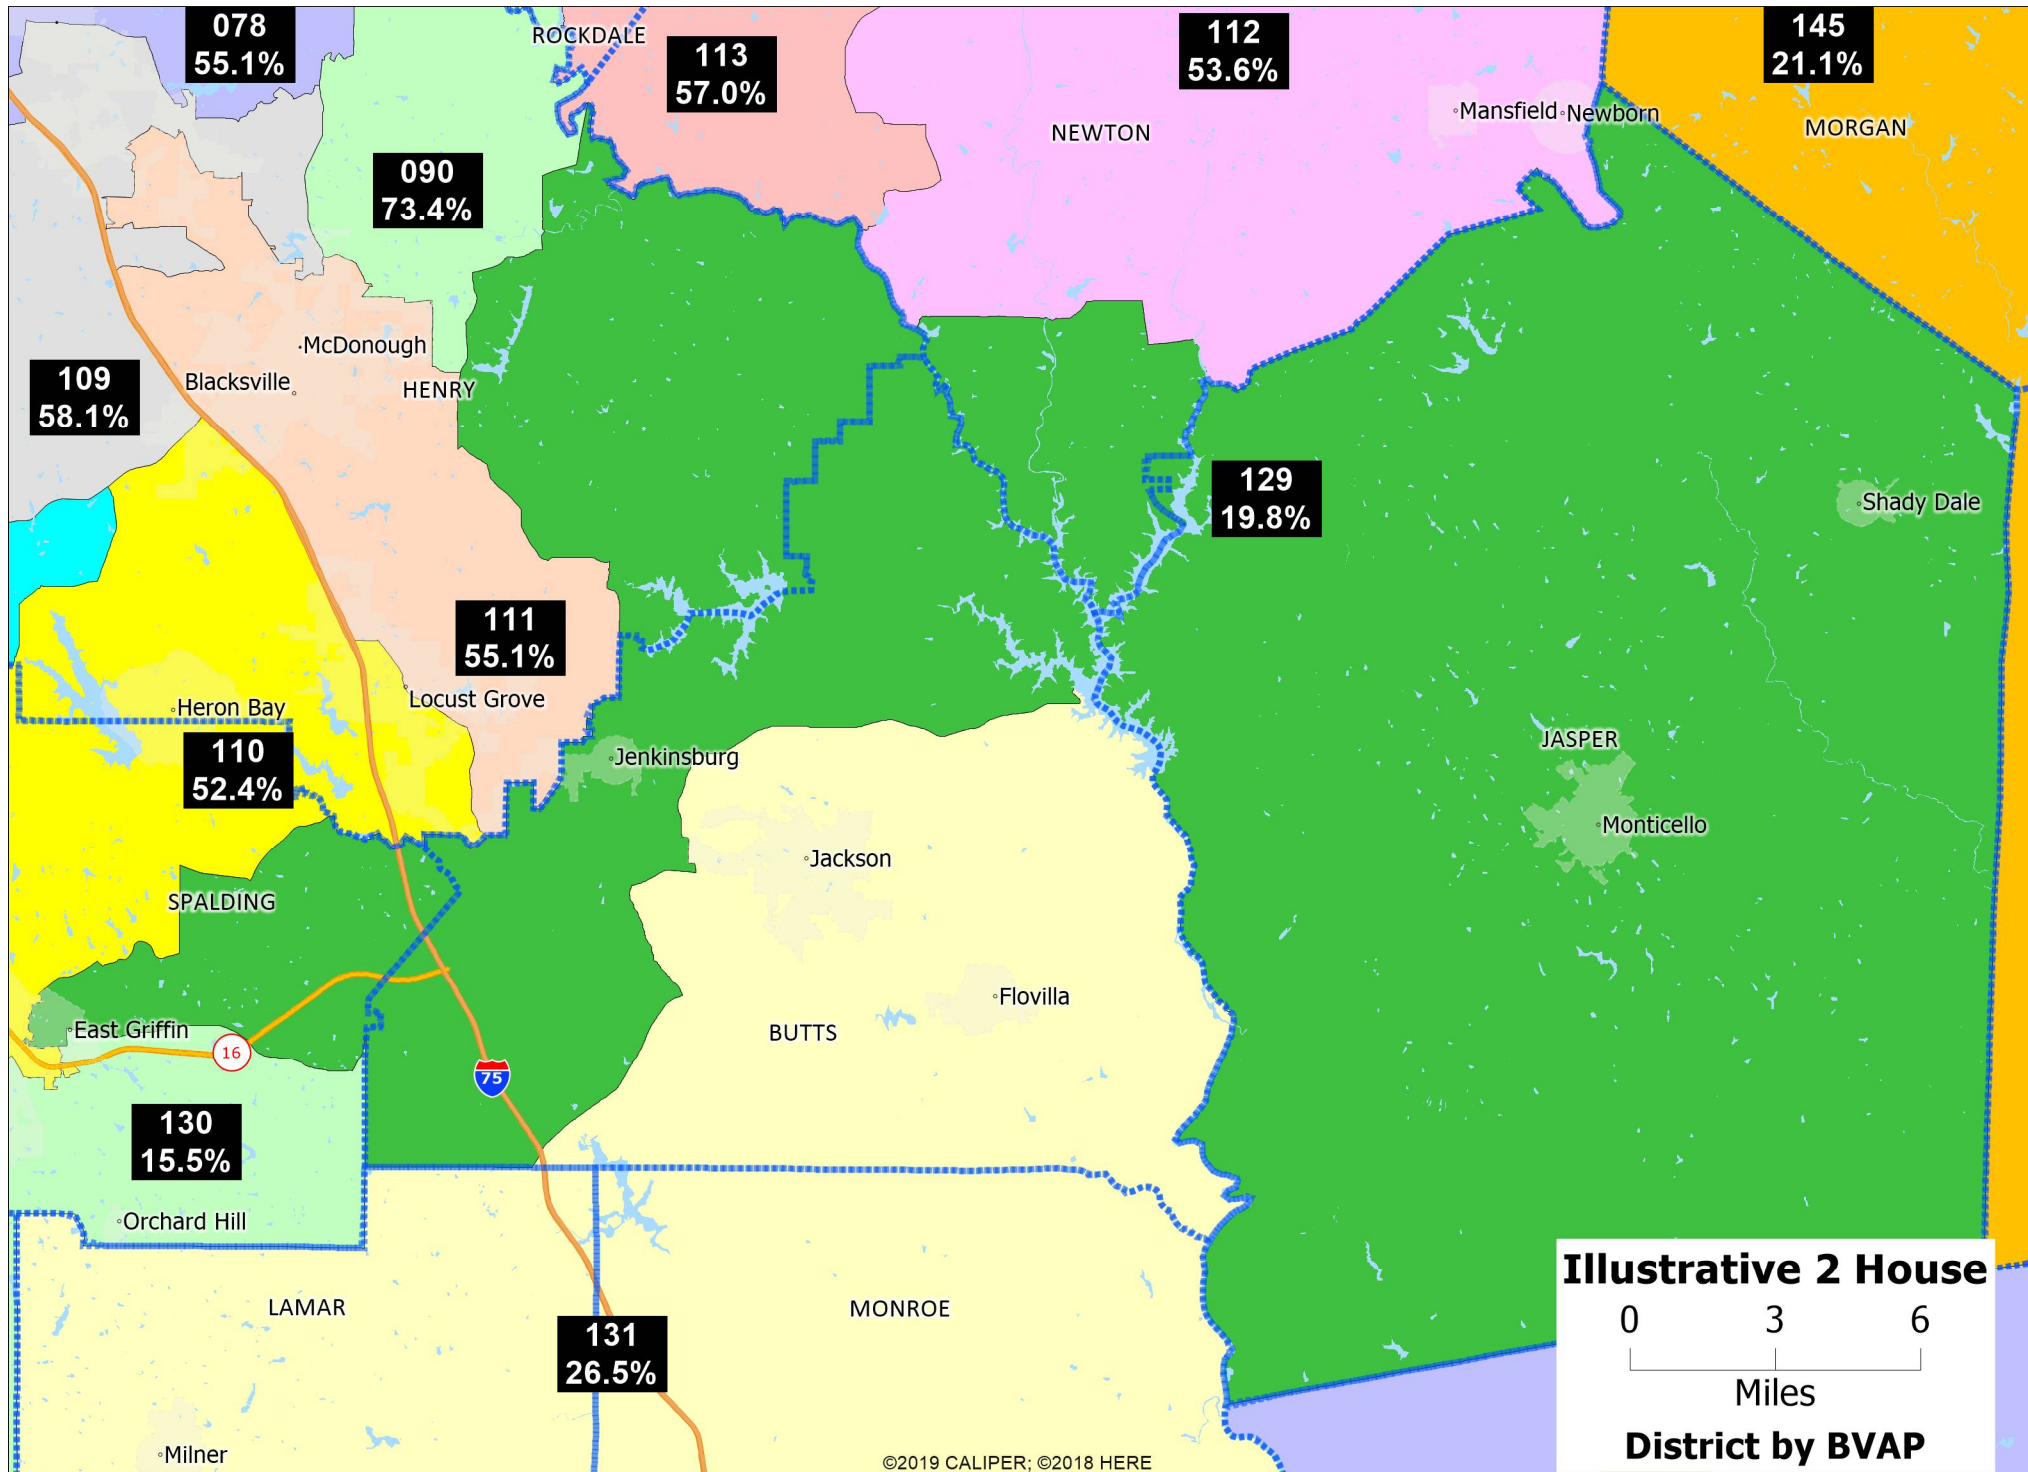 078
55.1%
ROCKDALE
113
57.0%
112
53.6%
145
21.1%
Mansfield
Newborn
NEWTON
MORGAN
090
73.4%
McDonough
Blacksville
HENRY
109
58.1%
129
19.8%
Shady Dale
111
55.1%
Locust Grove
Heron Bay
110
52.4%
Jenkinsburg
JASPER
Monticello
Jackson
SPALDING
Flovilla
East Griffin
BUTTS
16
75
130
15.5%
Orchard Hill
LAMAR
MONROE
131
26.5%
Illustrative 2 House
0 3 6
Miles
District by BVAP
Milner
©2019 CALIPER; ©2018 HERE